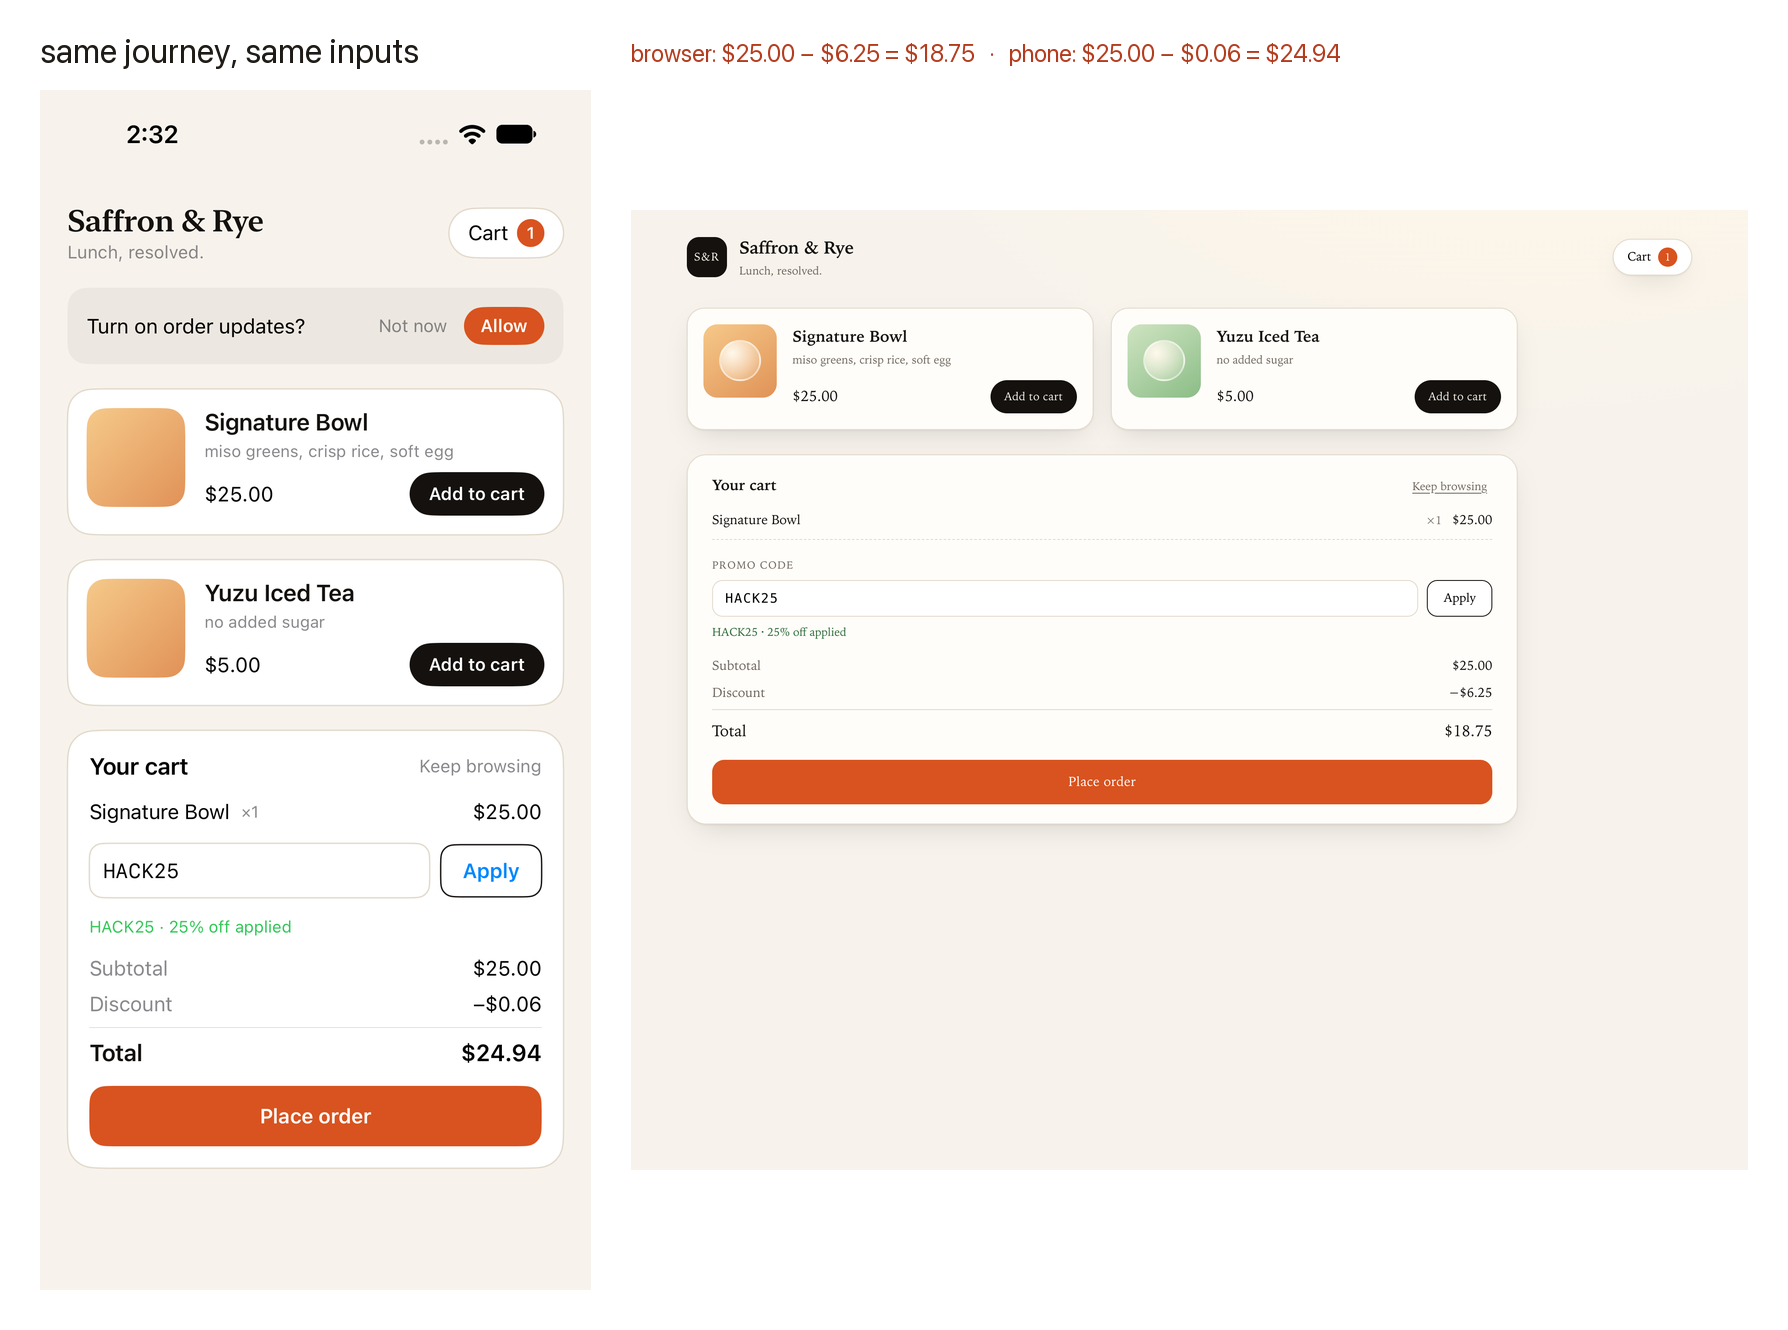 same journey, same inputs
browser: $25.00 – $6.25 = $18.75 · phone: $25.00 – $0.06 = $24.94
2:32
Saffron & Rye
Lunch, resolved.
Cart 1
Turn on order updates? Not now Allow
Signature Bowl
miso greens, crisp rice, soft egg
$25.00 Add to cart
Yuzu Iced Tea
no added sugar
$5.00 Add to cart
Your cart Keep browsing
Signature Bowl ×1 $25.00
HACK25 Apply
HACK25 · 25% off applied
Subtotal $25.00
Discount –$0.06
Total $24.94
Place order
S&R
Saffron & Rye
Lunch, resolved.
Cart 1
Signature Bowl
miso greens, crisp rice, soft egg
$25.00 Add to cart
Yuzu Iced Tea
no added sugar
$5.00 Add to cart
Your cart Keep browsing
Signature Bowl ×1 $25.00
PROMO CODE
HACK25 Apply
HACK25 · 25% off applied
Subtotal $25.00
Discount –$6.25
Total $18.75
Place order